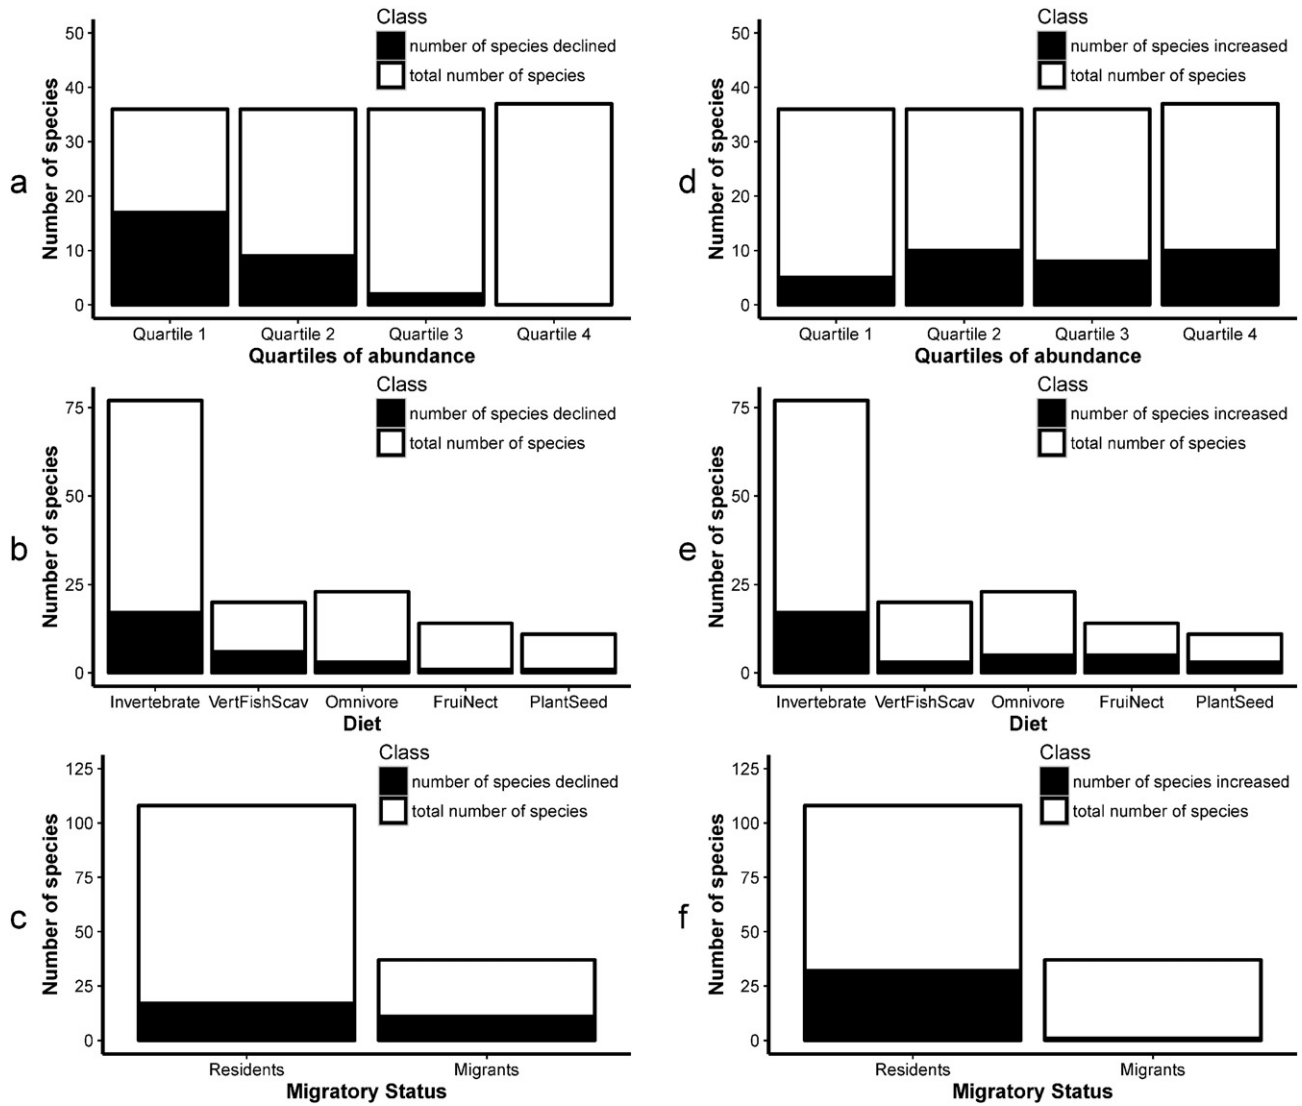 a
Class
number of species declined
total number of species
Number of species
50
40
30
20
10
0
Quartile 1 Quartile 2 Quartile 3 Quartile 4
Quartiles of abundance
d
Class
number of species increased
total number of species
Number of species
50
40
30
20
10
0
Quartile 1 Quartile 2 Quartile 3 Quartile 4
Quartiles of abundance
b
Class
number of species declined
total number of species
Number of species
75
50
25
0
Invertebrate VertFishScav Omnivore FruiNect PlantSeed
Diet
e
Class
number of species increased
total number of species
Number of species
75
50
25
0
Invertebrate VertFishScav Omnivore FruiNect PlantSeed
Diet
c
Class
number of species declined
total number of species
Number of species
125
100
75
50
25
0
Residents Migrants
Migratory Status
f
Class
number of species increased
total number of species
Number of species
125
100
75
50
25
0
Residents Migrants
Migratory Status